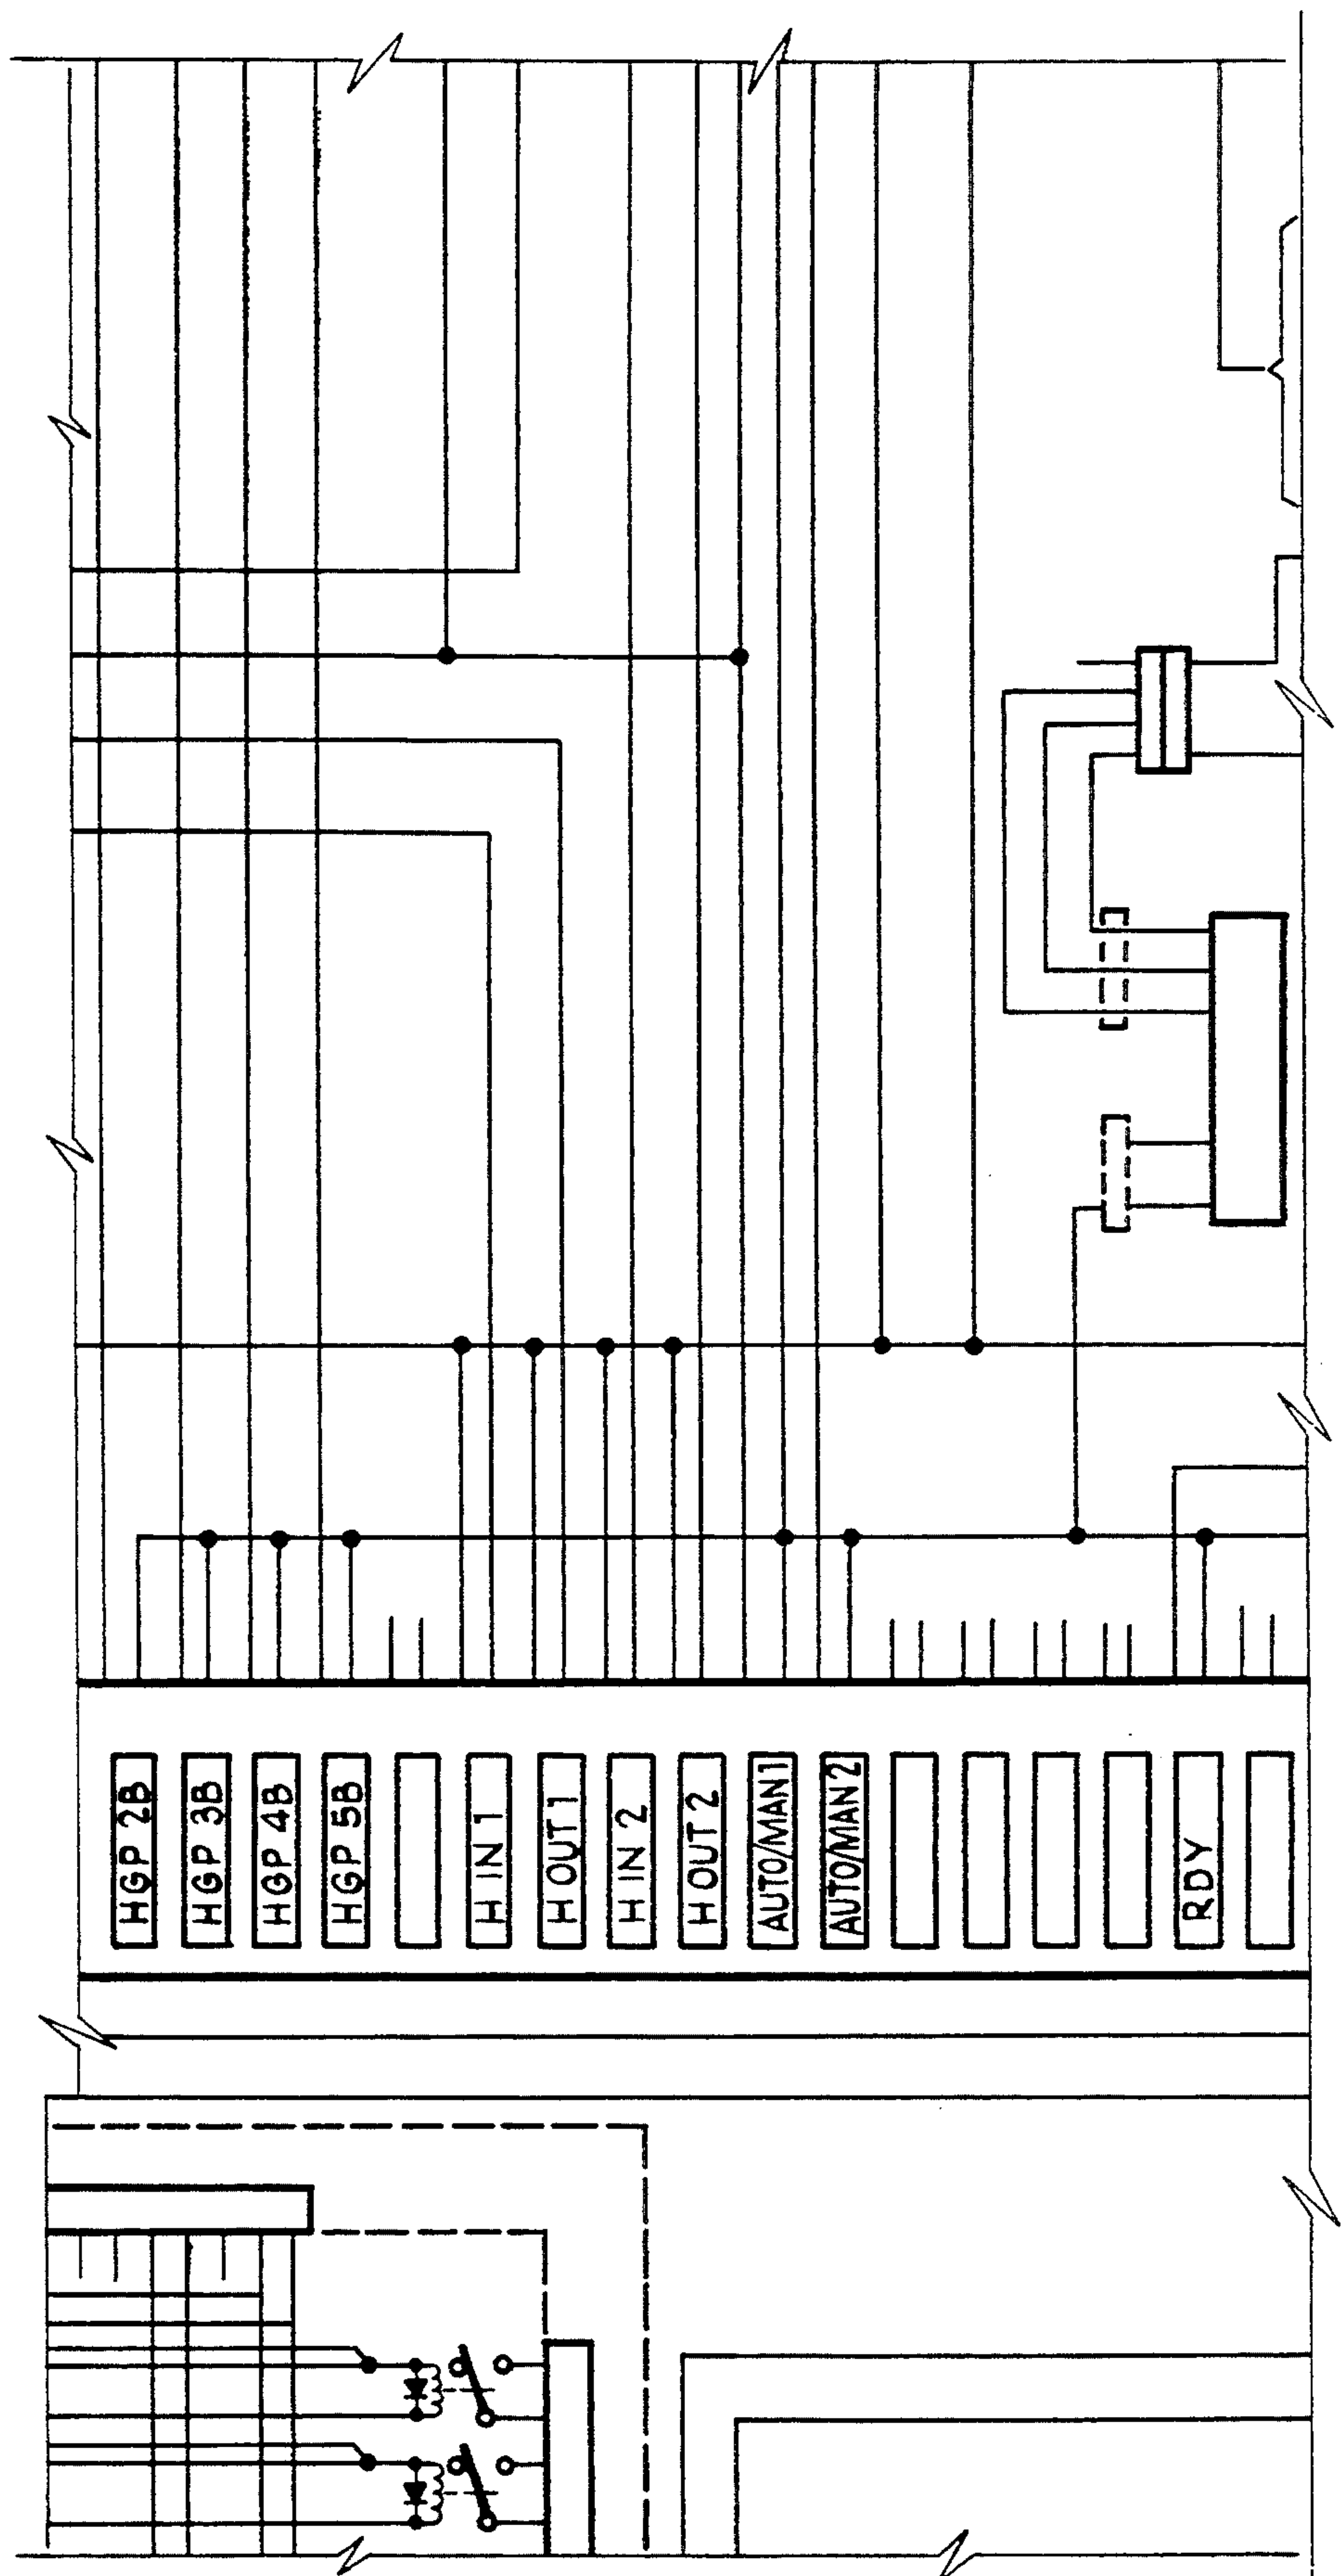 HGP 2B
HGP 3B
HGP 4B
HGP 5B
H IN 1
H OUT 1
H IN 2
H OUT 2
AUTO/MAN 1
AUTO/MAN 2
RDY